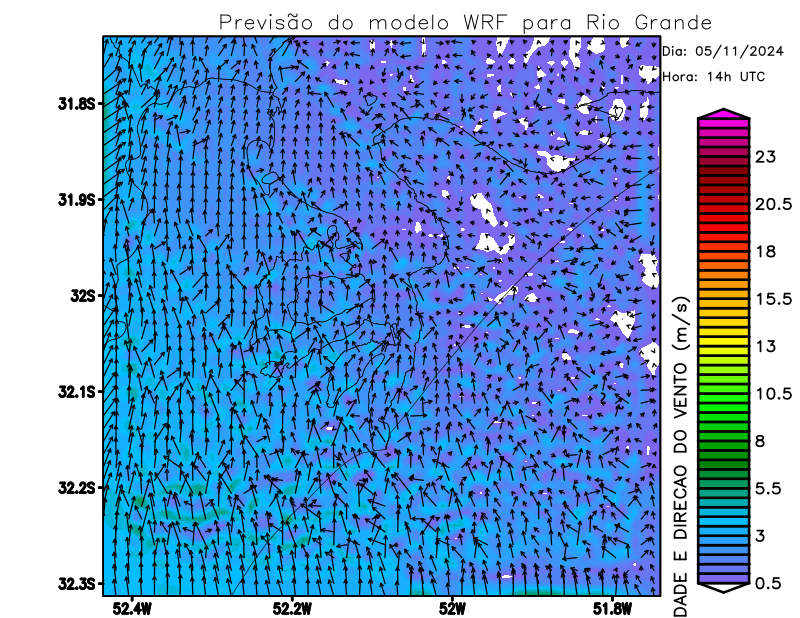 Previsão do modelo WRF para Rio Grande
Dia: 05/11/2024
Hora: 14h UTC
31.8S
31.9S
32S
32.1S
32.2S
32.3S
52.4W
52.2W
52W
51.8W
DADE E DIRECAO DO VENTO (m/s)
23
20.5
18
15.5
13
10.5
8
5.5
3
0.5